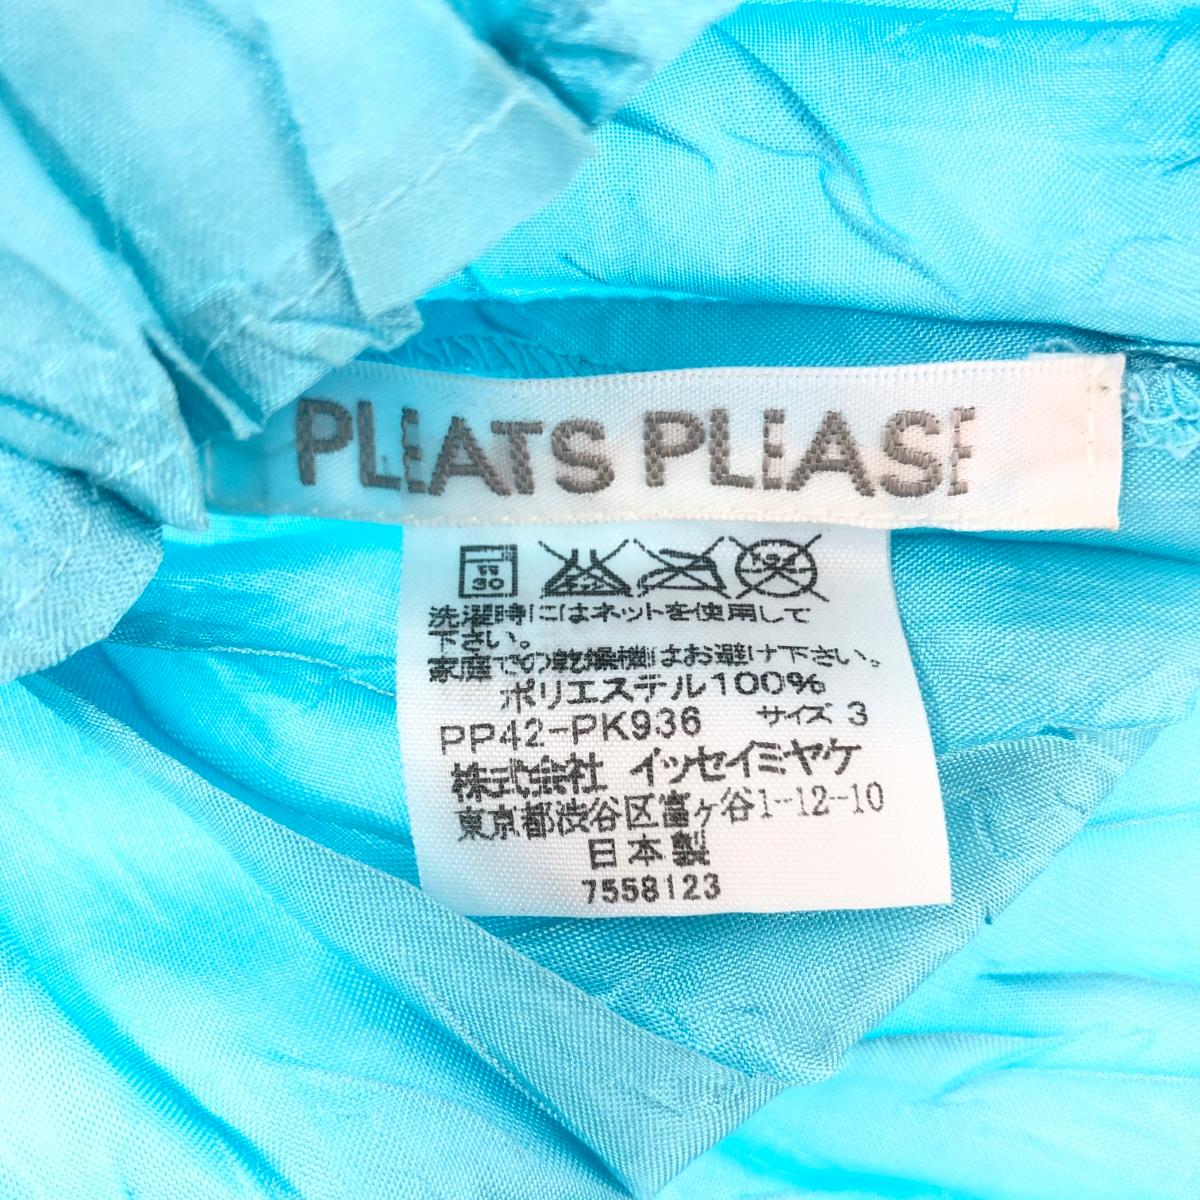 PLEATS PLEASE
30
洗濯時にはネットを使用して
下さい。
家庭での乾燥機はお避け下さい。
ポリエステル100%
PP42-PK936 サイズ 3
株式会社 イッセイミヤケ
東京都渋谷区富ヶ谷1-12-10
日本製
7558123